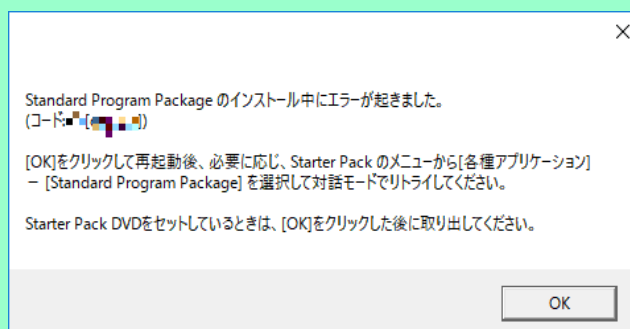 Standard Program Package のインストール中にエラーが起きました。
(コード:[])
[OK]をクリックして再起動後、必要に応じ、Starter Pack のメニューから[各種アプリケーション]
－ [Standard Program Package] を選択して対話モードでリトライしてください。
Starter Pack DVDをセットしているときは、[OK]をクリックした後に取り出してください。
OK